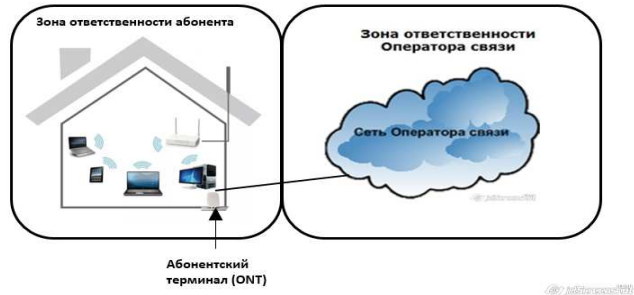 Зона ответственности абонента
Зона ответственности
Оператора связи
Сеть Оператора связи
Абонентский
терминал (ONT)